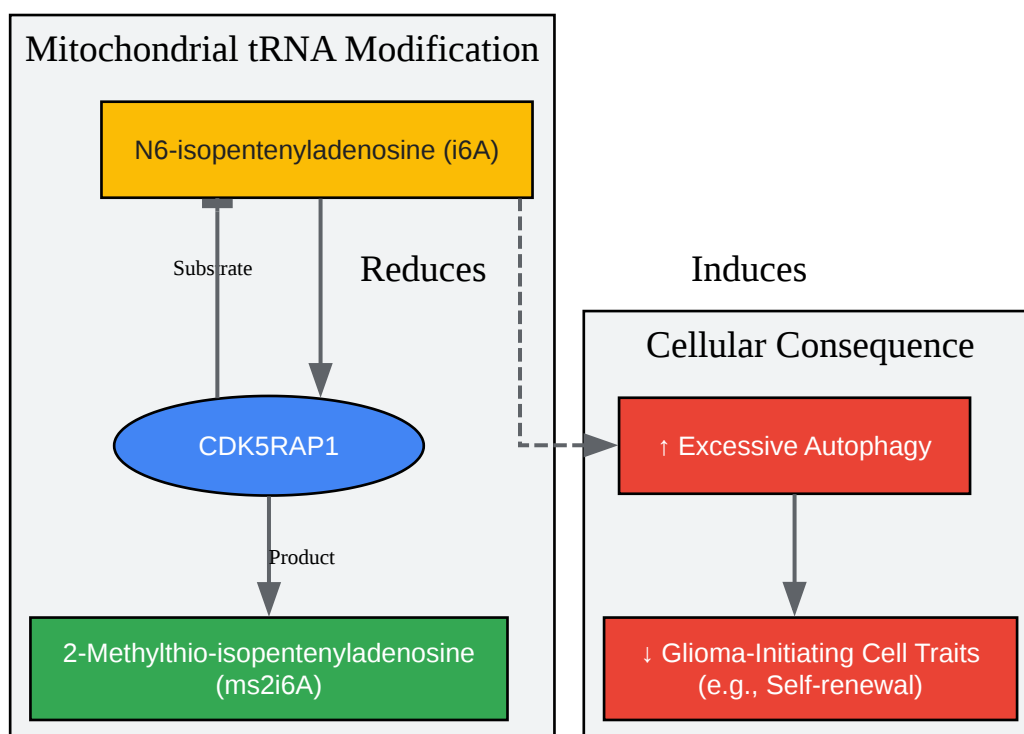 Mitochondrial tRNA Modification
N6-isopentenyladenosine (i6A)
Substrate
Reduces
Induces
Cellular Consequence
CDK5RAP1
↑ Excessive Autophagy
Product
2-Methylthio-isopentenyladenosine
(ms2i6A)
↓ Glioma-Initiating Cell Traits
(e.g., Self-renewal)